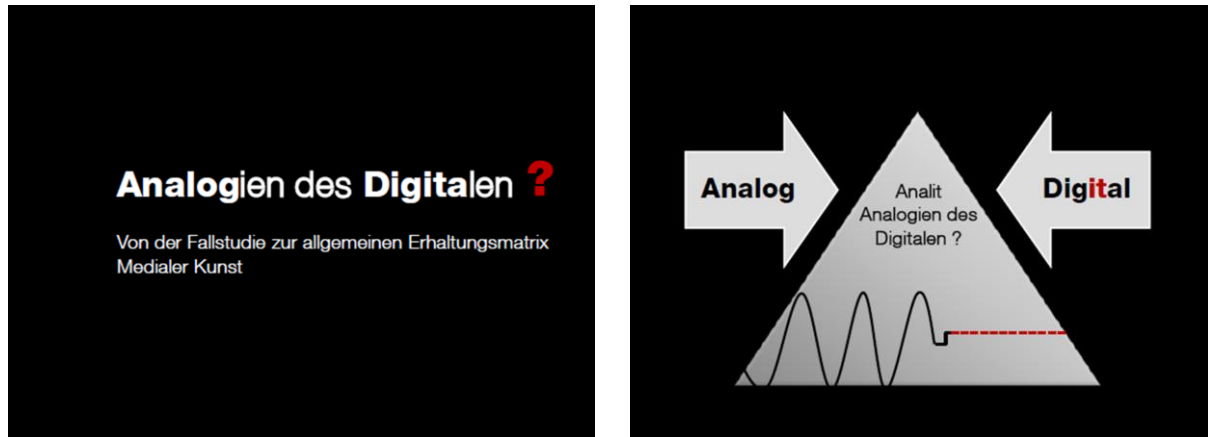 Analogien des Digitalen ?
Von der Fallstudie zur allgemeinen Erhaltungsmatrix
Medialer Kunst
Analog
Analit
Analogien des
Digitalen ?
Digital